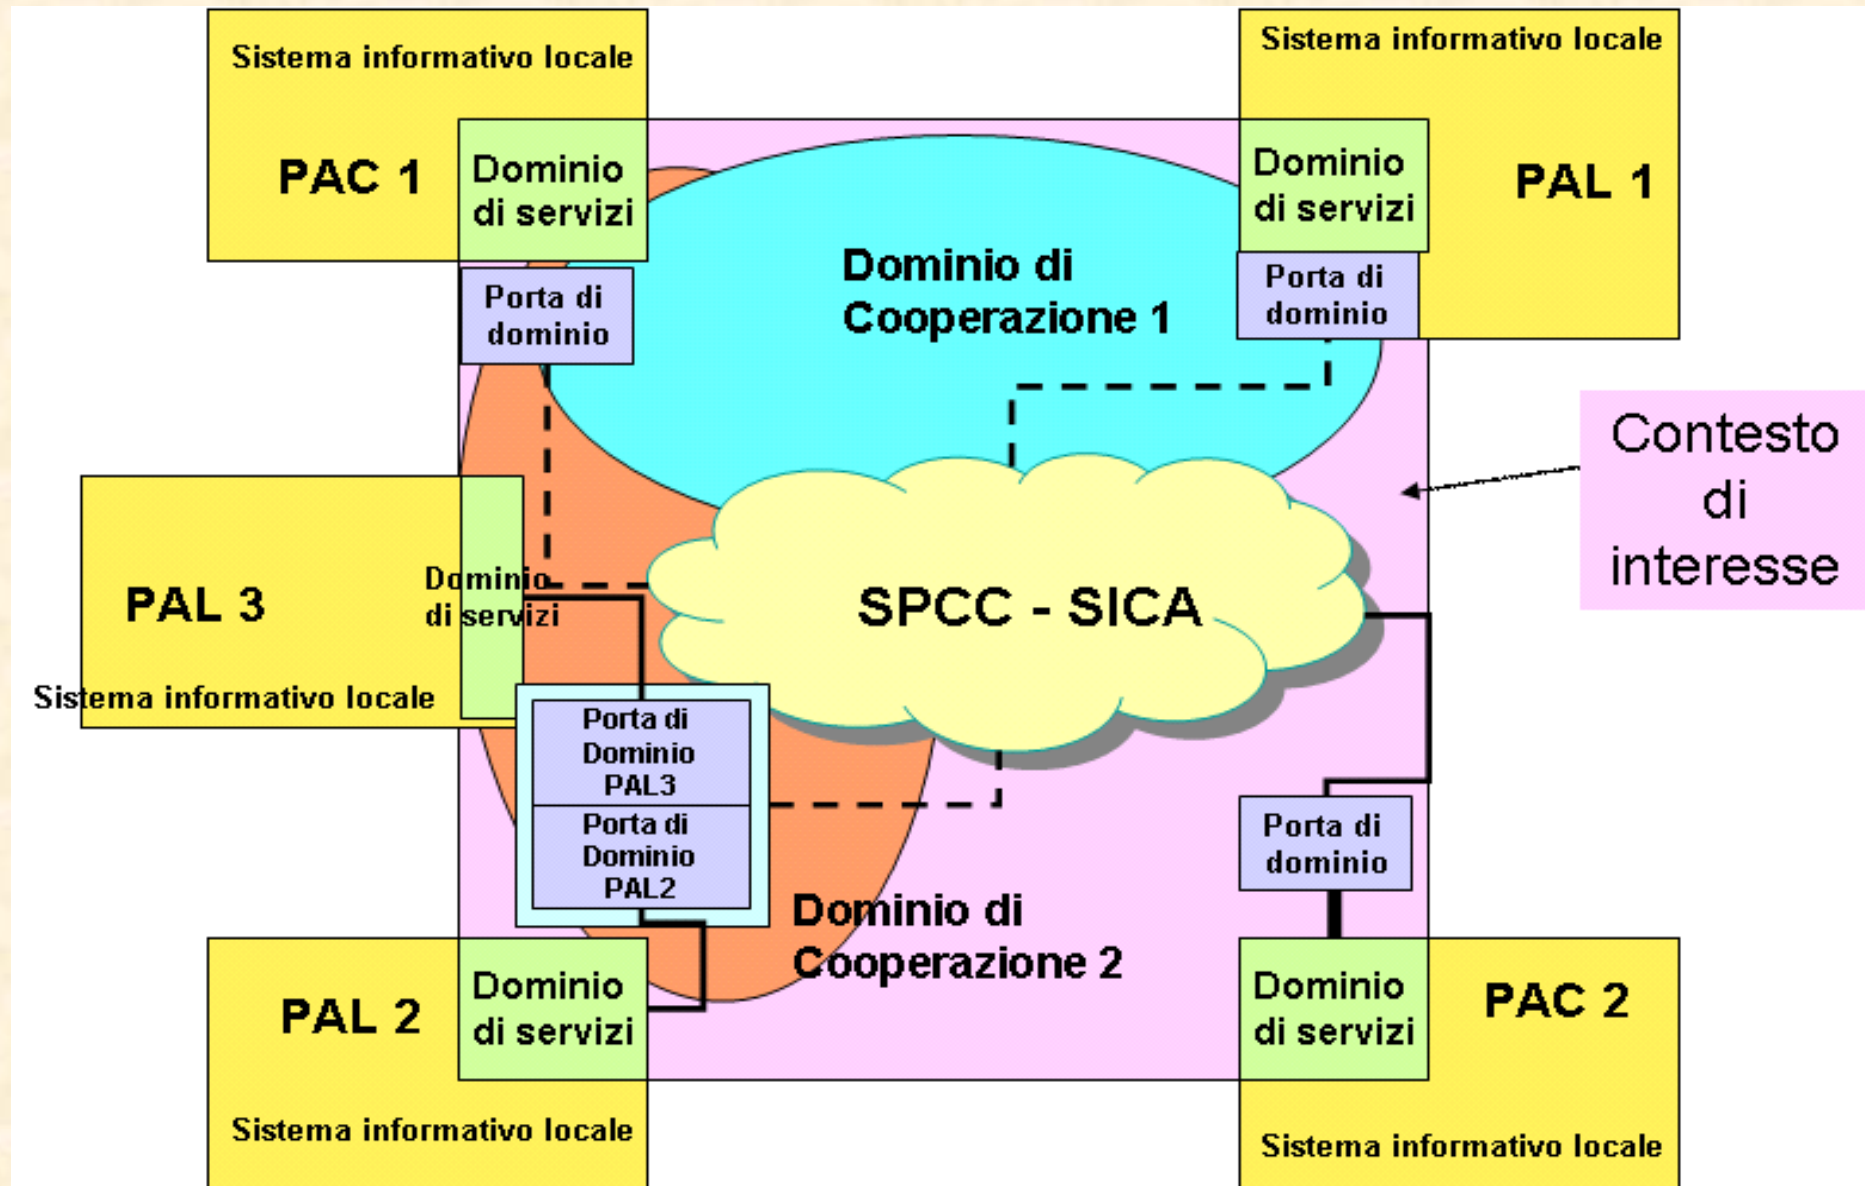 Sistema informativo locale
PAC 1
Dominio
di servizi
Porta di
dominio
Sistema informativo locale
Dominio
di servizi
PAL 1
Porta di
dominio
Dominio di
Cooperazione 1
Contesto
di
interesse
PAL 3
Dominio
di servizi
Sistema informativo locale
SPCC - SICA
Porta di
Dominio
PAL3
Porta di
Dominio
PAL2
Dominio di
Cooperazione 2
Porta di
dominio
PAL 2
Dominio
di servizi
Sistema informativo locale
Dominio
di servizi
PAC 2
Sistema informativo locale